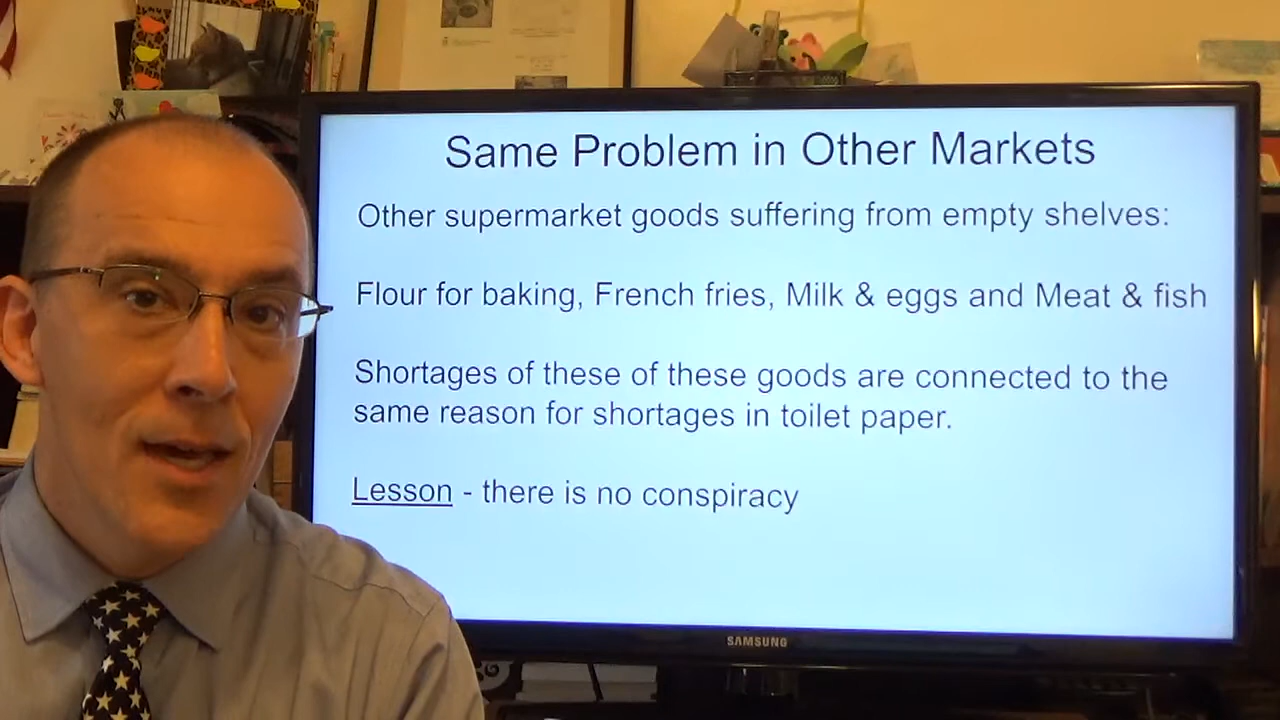 Same Problem in Other Markets
Other supermarket goods suffering from empty shelves:
Flour for baking, French fries, Milk & eggs and Meat & fish
Shortages of these of these goods are connected to the
same reason for shortages in toilet paper.
Lesson - there is no conspiracy
SAMSUNG